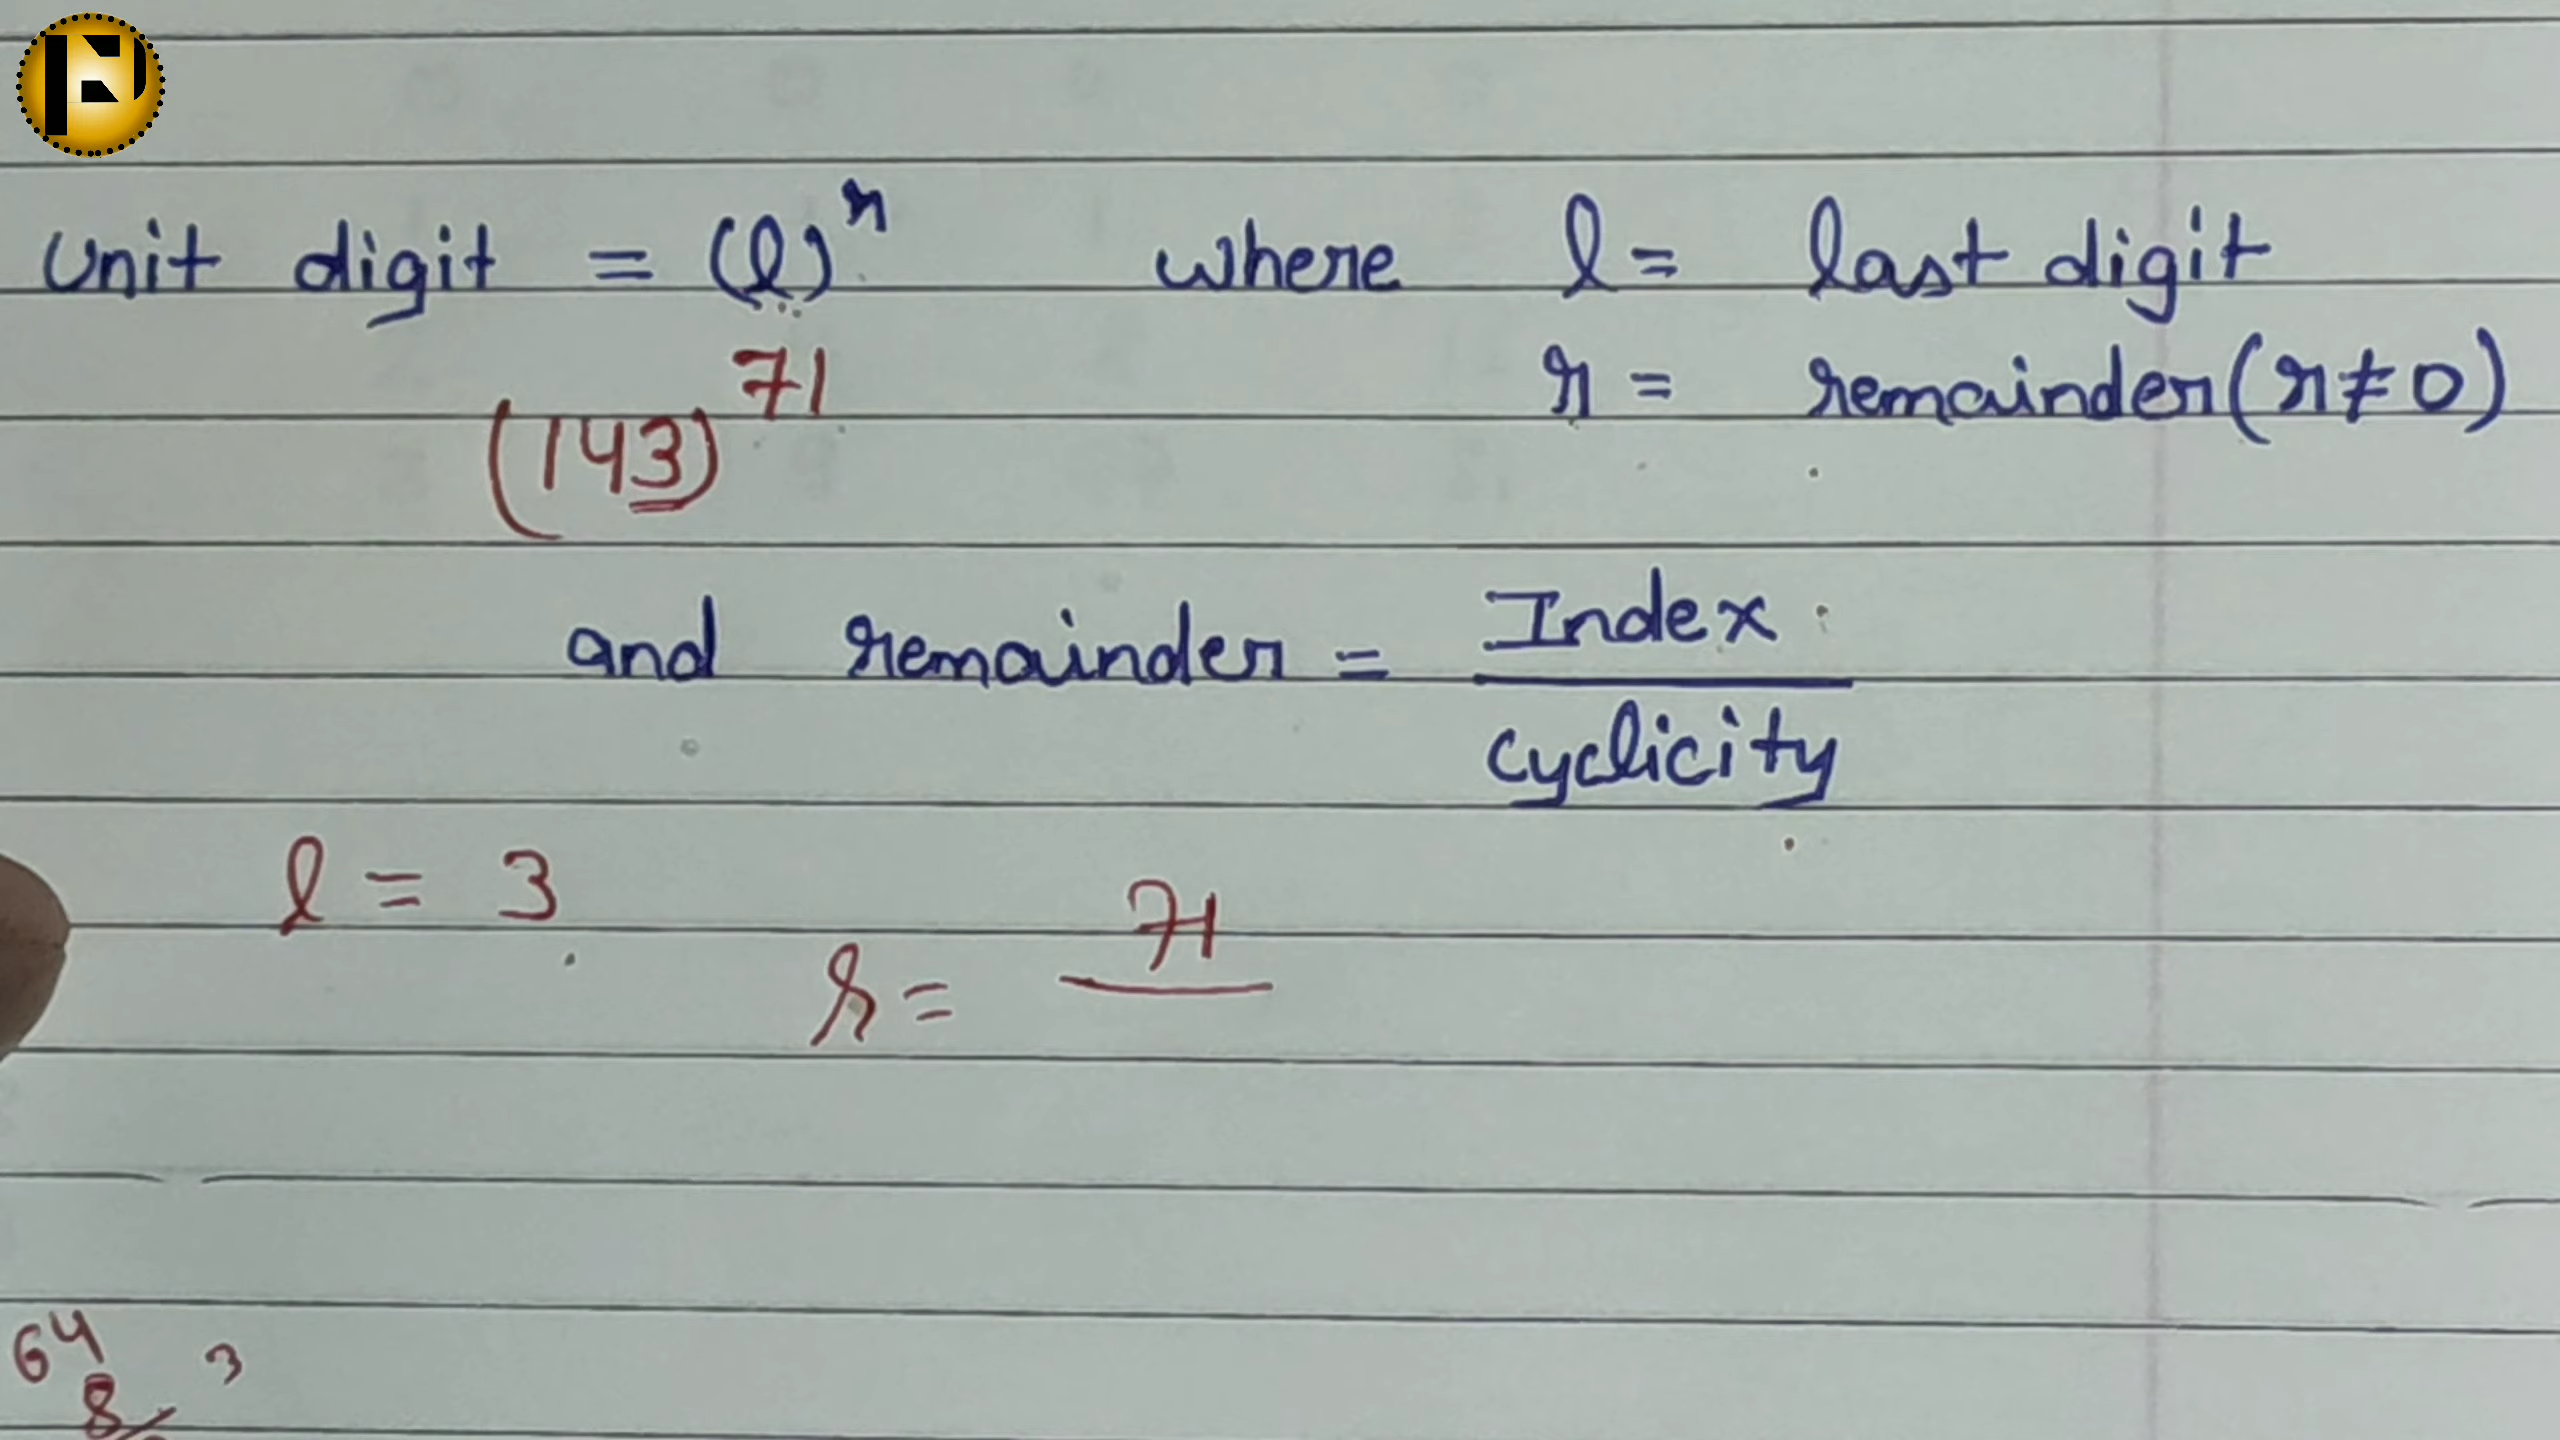 Unit digit = (l)^r where l = last digit
(143)^71 r = remainder (r ≠ 0)
and remainder = Index / cyclicity
l = 3
r = 71 /
64 3
8/